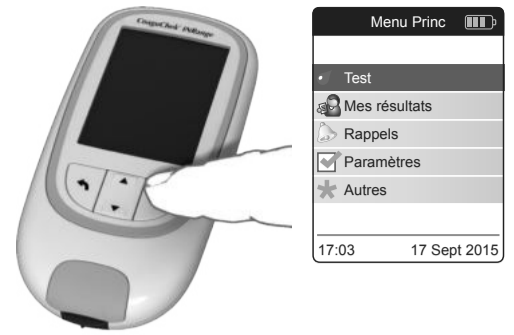 CoaguChek® INRange
Menu Princ
Test
Mes résultats
Rappels
Paramètres
Autres
17:03 17 Sept 2015